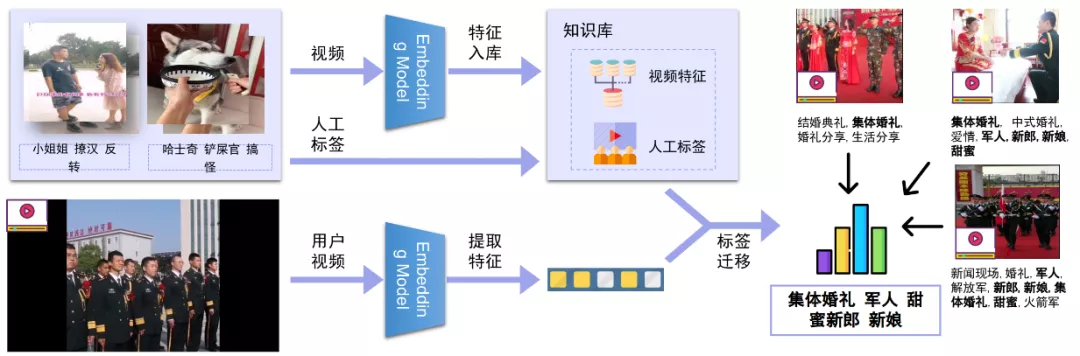 小姐姐 撩汉 反
转
哈士奇 铲屎官 搞
怪
视频
人工
标签
Embeddin
g Model
特征
入库
知识库
视频特征
人工标签
用户
视频
Embeddin
g Model
提取
特征
标签
迁移
结婚典礼, 集体婚礼,
婚礼分享, 生活分享
集体婚礼, 中式婚礼,
爱情, 军人, 新郎, 新娘,
甜蜜
新闻现场, 婚礼, 军人,
解放军, 新郎, 新娘, 集
体婚礼, 甜蜜, 火箭军
集体婚礼 军人 甜
蜜新郎 新娘